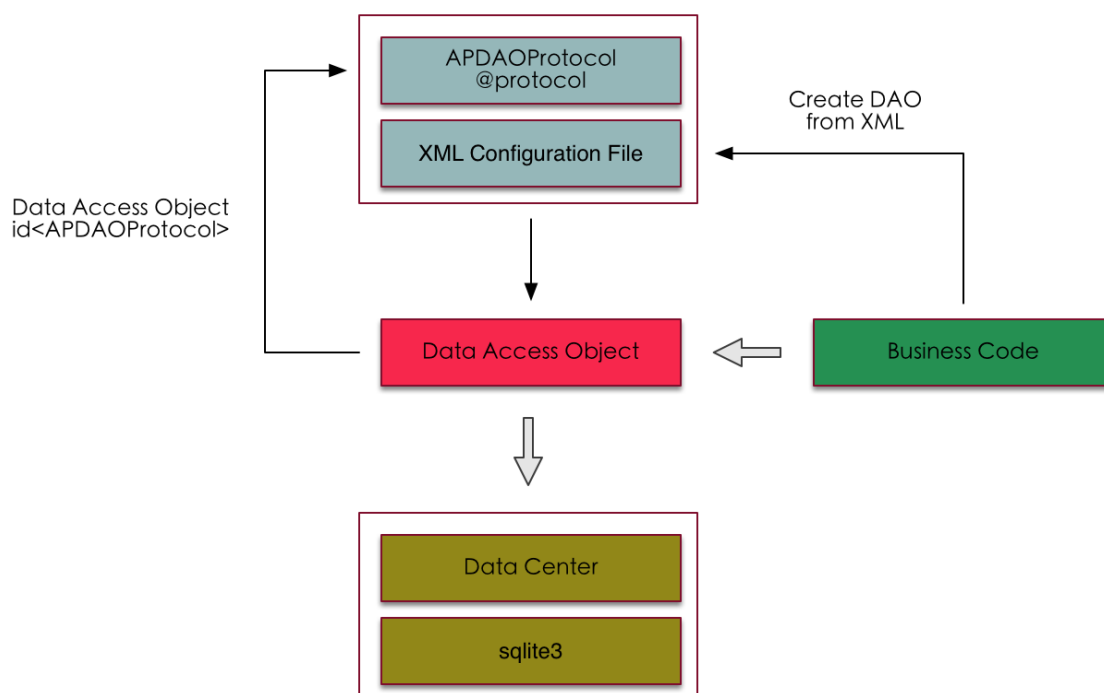 APDAOProtocol
@protocol
XML Configuration File
Create DAO
from XML
Data Access Object
id<APDAOProtocol>
Data Access Object
Business Code
Data Center
sqlite3